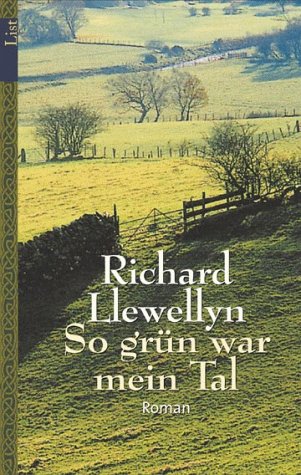 List
Richard
Llewellyn
So grün war
mein Tal
Roman